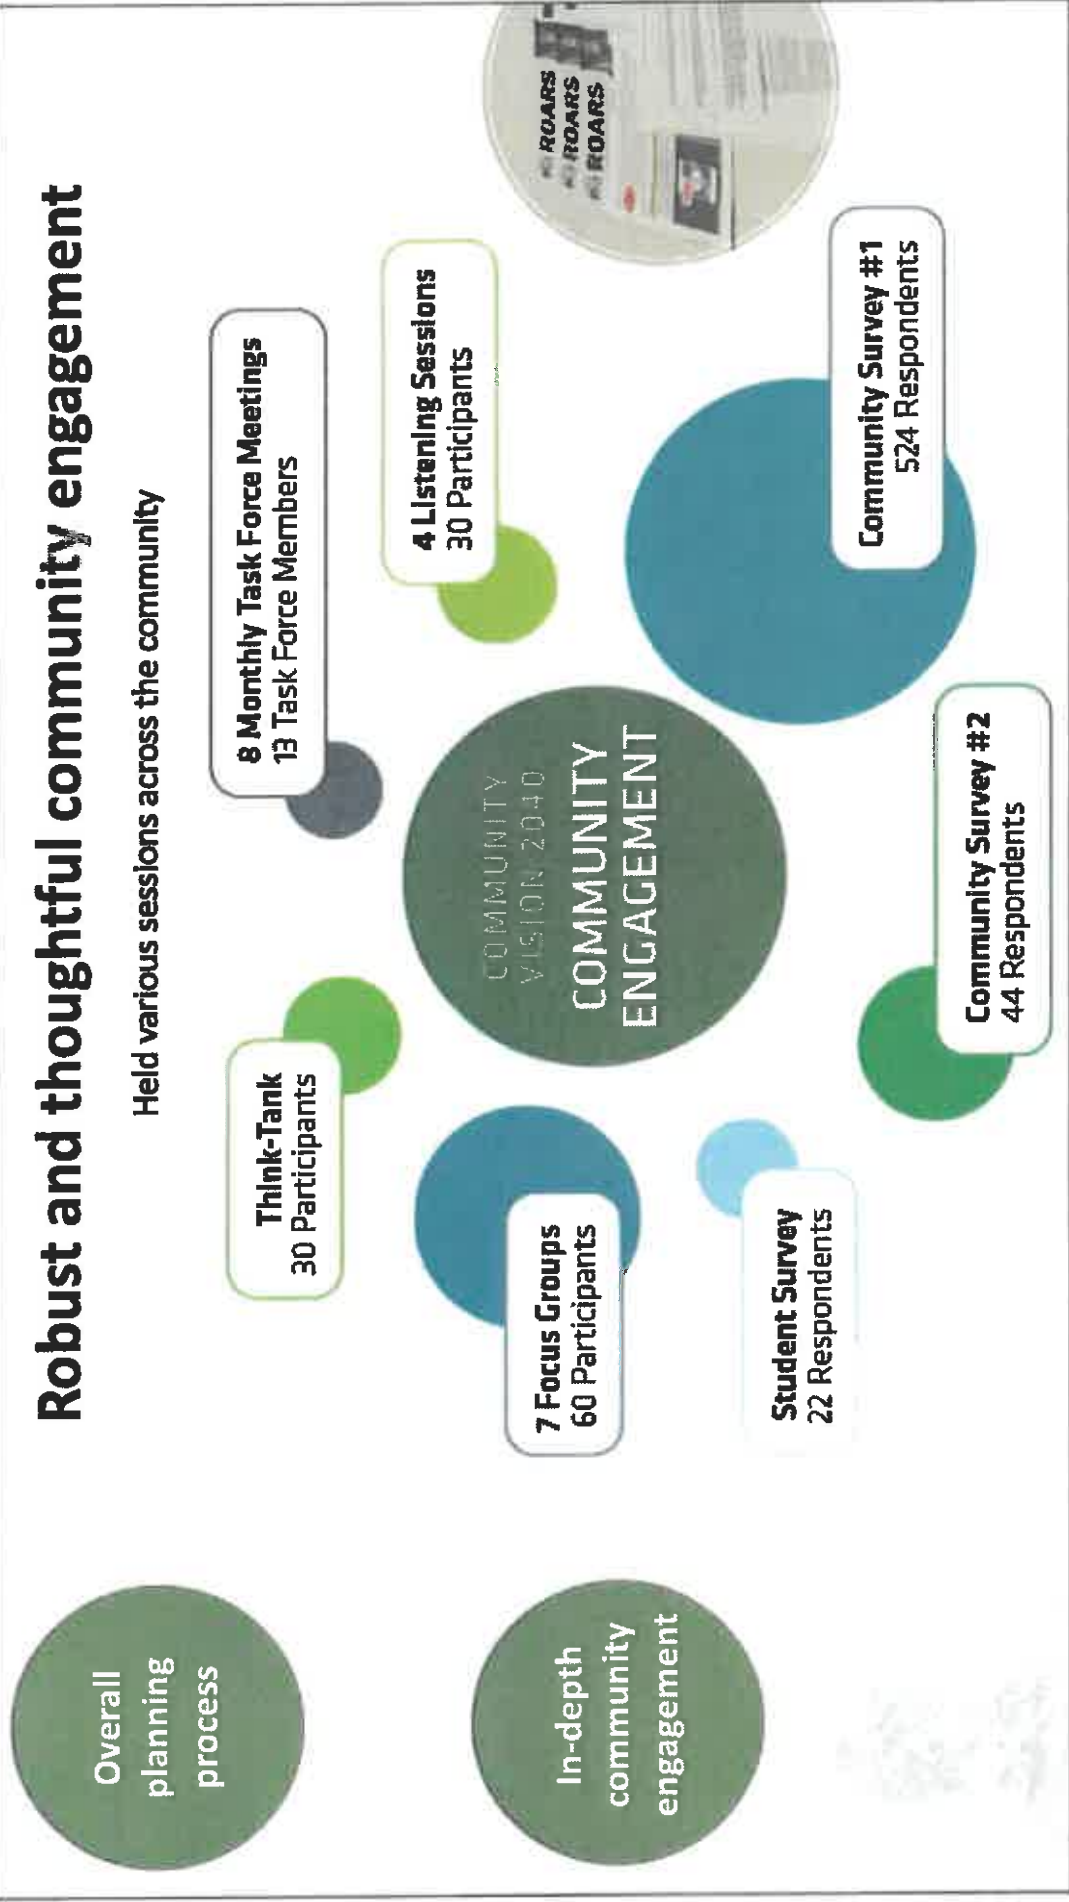 Robust and thoughtful community engagement
Held various sessions across the community
Overall
planning
process
In-depth
community
engagement
Think-Tank
30 Participants
8 Monthly Task Force Meetings
13 Task Force Members
4 Listening Sessions
30 Participants
7 Focus Groups
60 Participants
COMMUNITY
VISION 2040
COMMUNITY
ENGAGEMENT
Student Survey
22 Respondents
Community Survey #2
44 Respondents
Community Survey #1
524 Respondents
ROARS
ROARS
ROARS